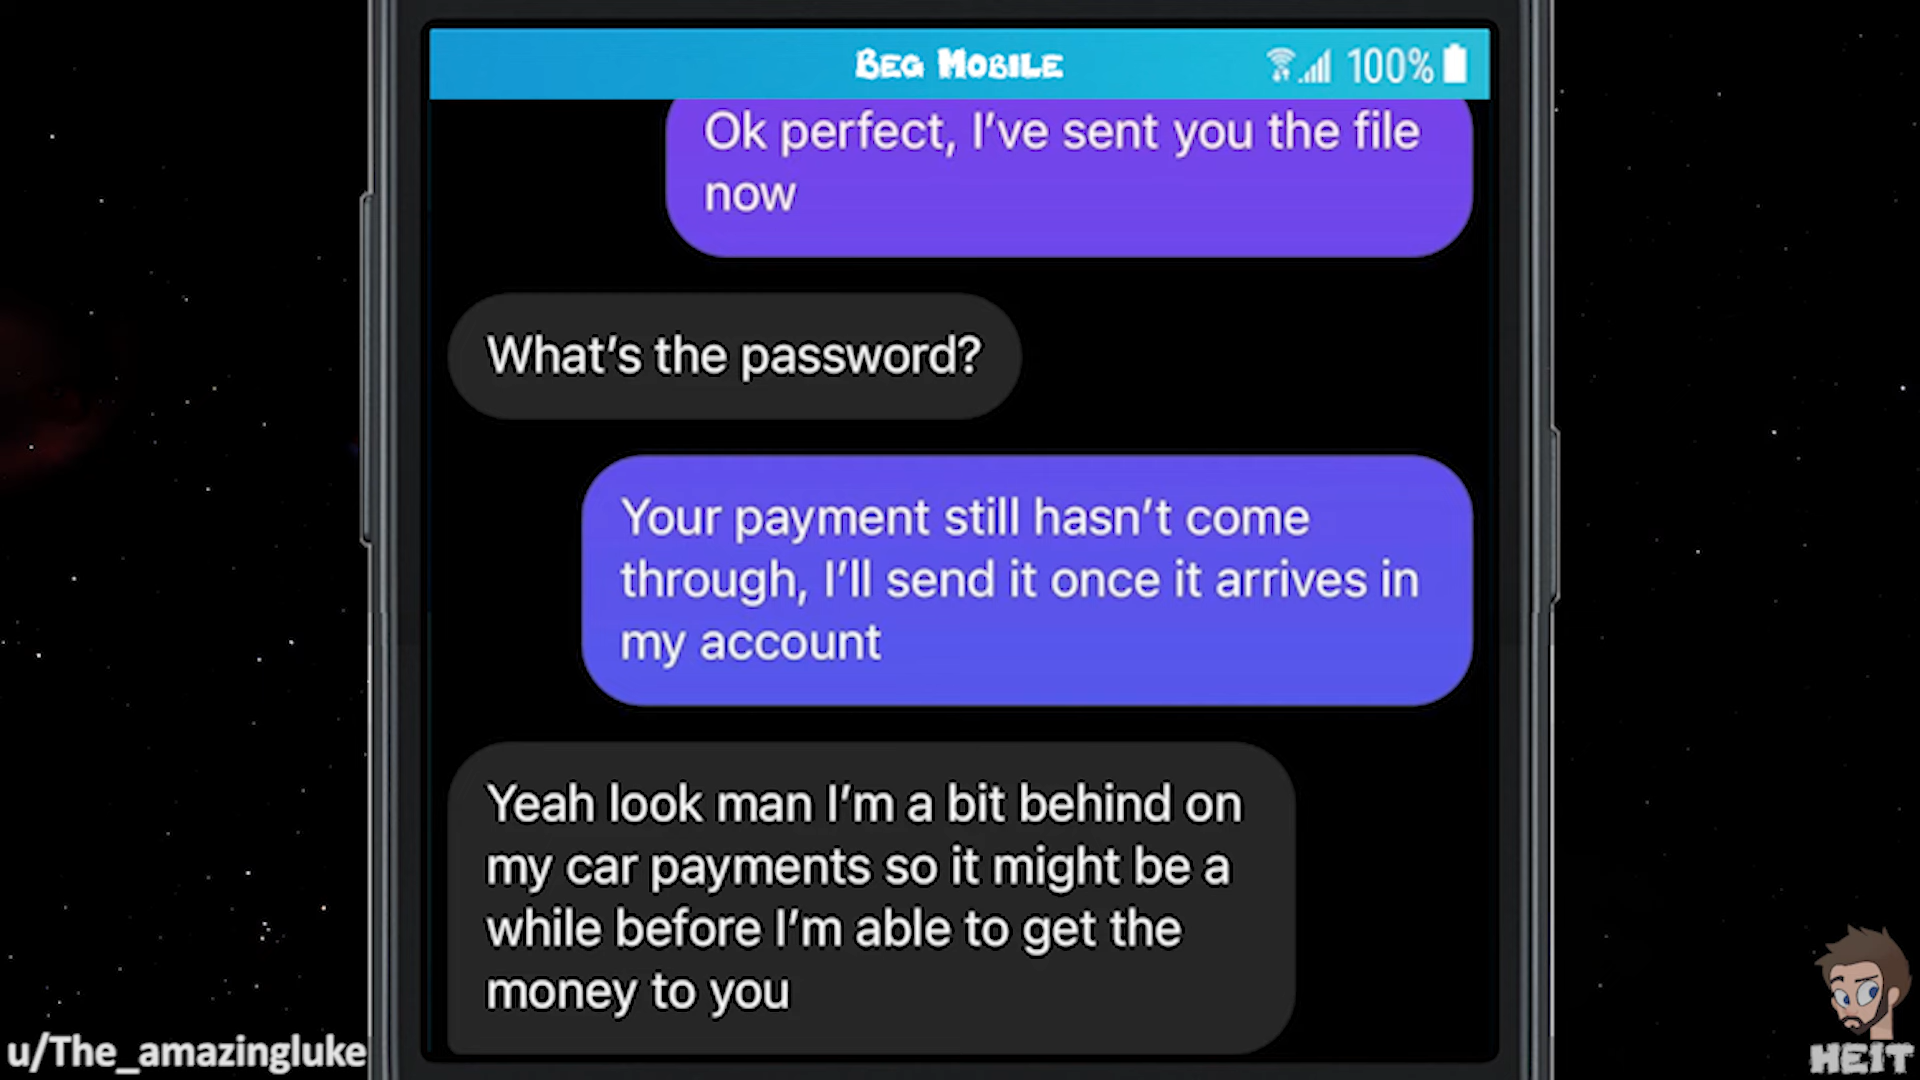 BEG MOBILE
100%
Ok perfect, I've sent you the file
now
What's the password?
Your payment still hasn't come
through, I'll send it once it arrives in
my account
Yeah look man I'm a bit behind on
my car payments so it might be a
while before I'm able to get the
money to you
u/The_amazingluke
HEIT